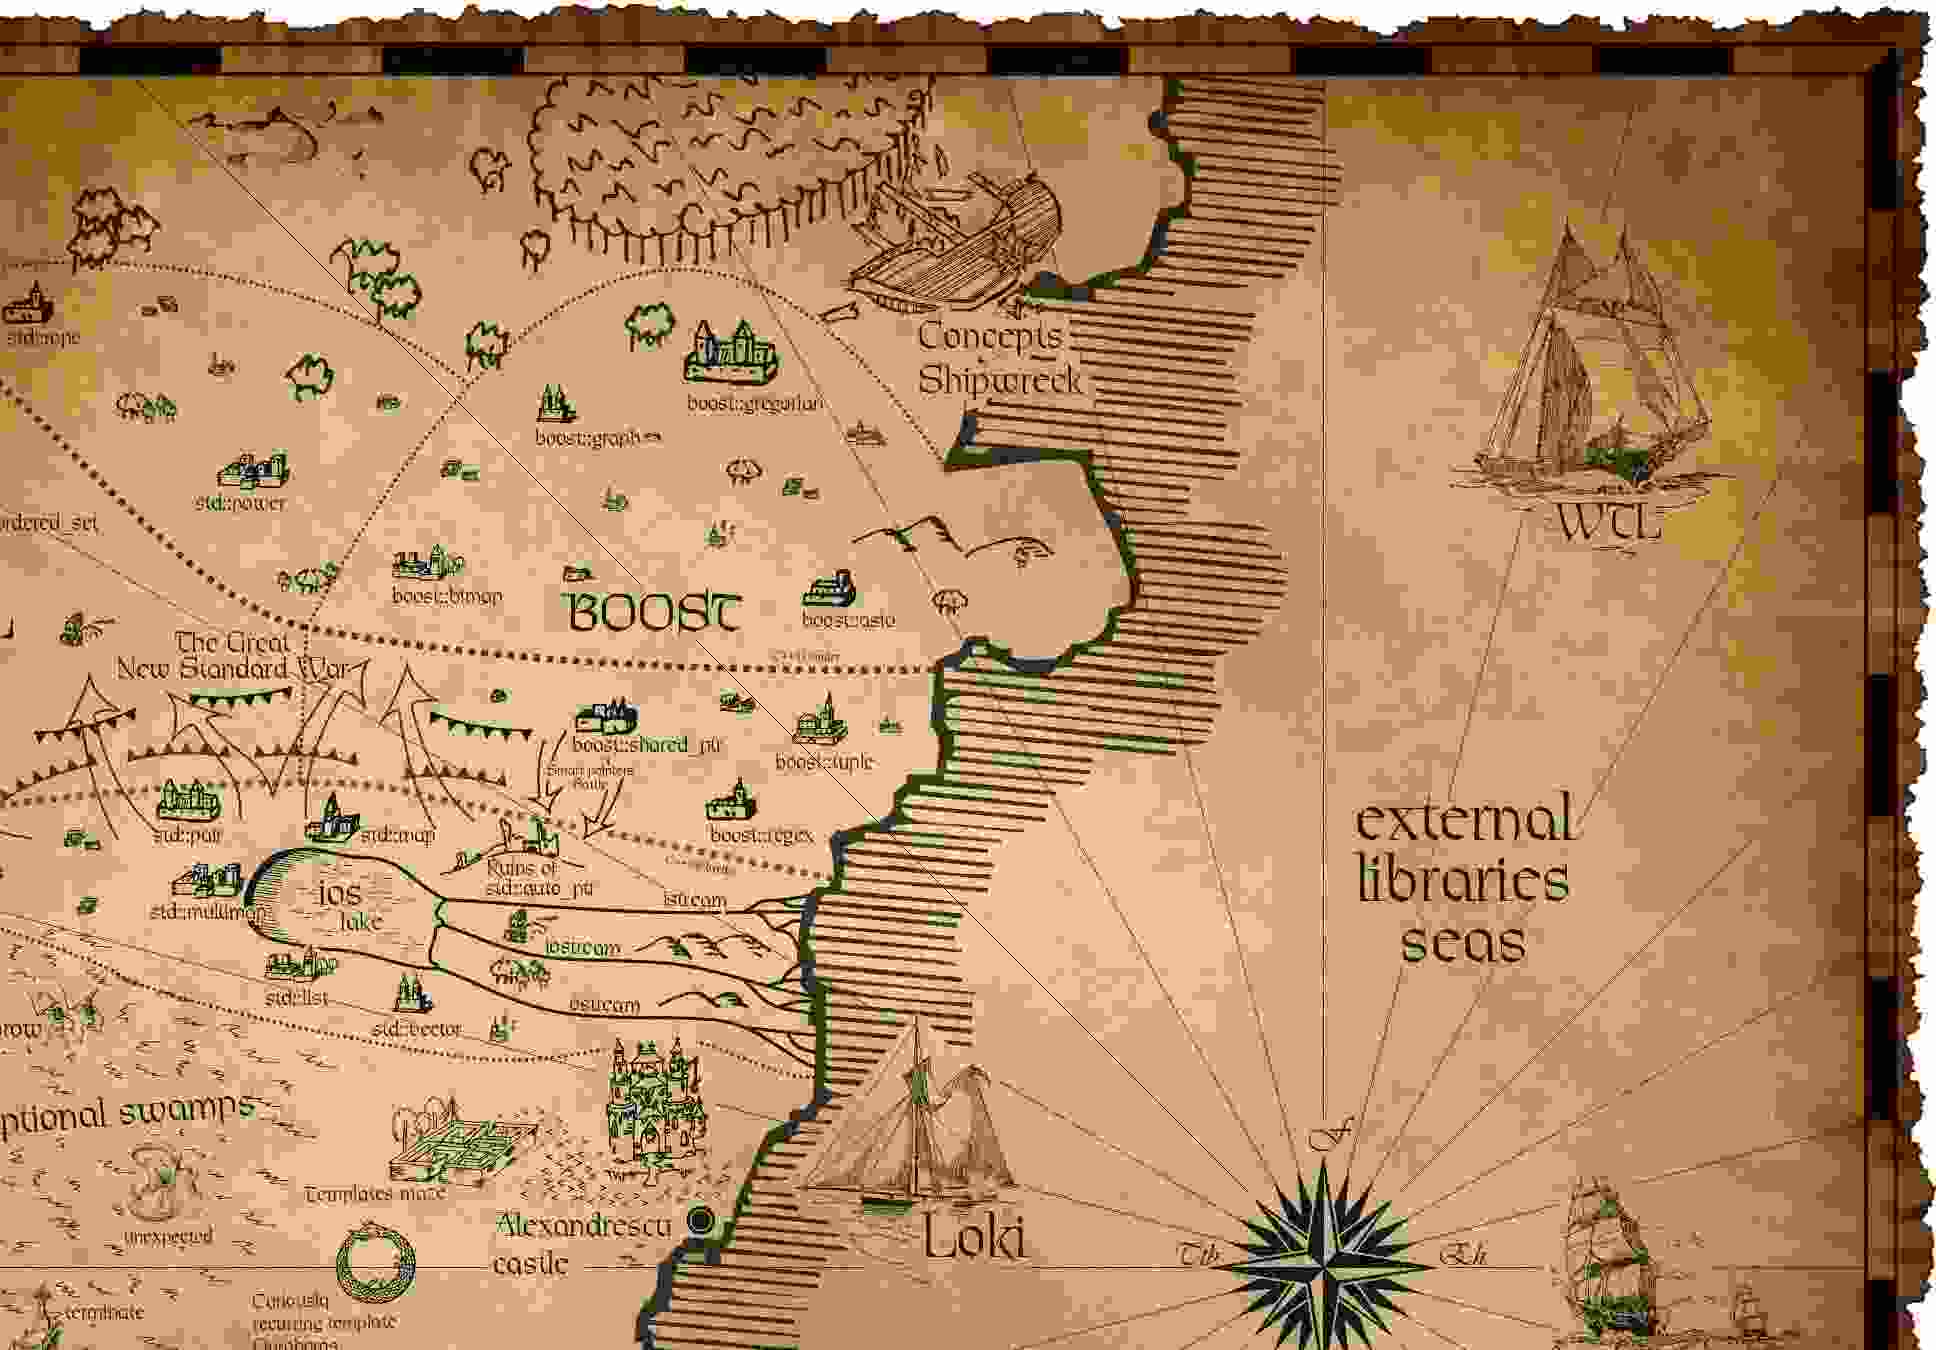 std::rope
Concepts
Shipwreck
boost::gregorian
boost::graph
std::power
ordered_set
WTL
boost::bimap
BOOST
boost::asio
The Great
New Standard War
boost::shared_ptr
boost::tuple
Smart pointers
Battle
std::pair
std::map
boost::regex
external
libraries
seas
Ruins of
std::auto_ptr
ios
lake
istream
std::multimap
iostream
std::list
ostream
std::vector
row
ptional swamps
Templates maze
unexpected
Alexandrescu
castle
Loki
F
Tb
Eh
Curiously
recurring template
Ouroboros
terminate